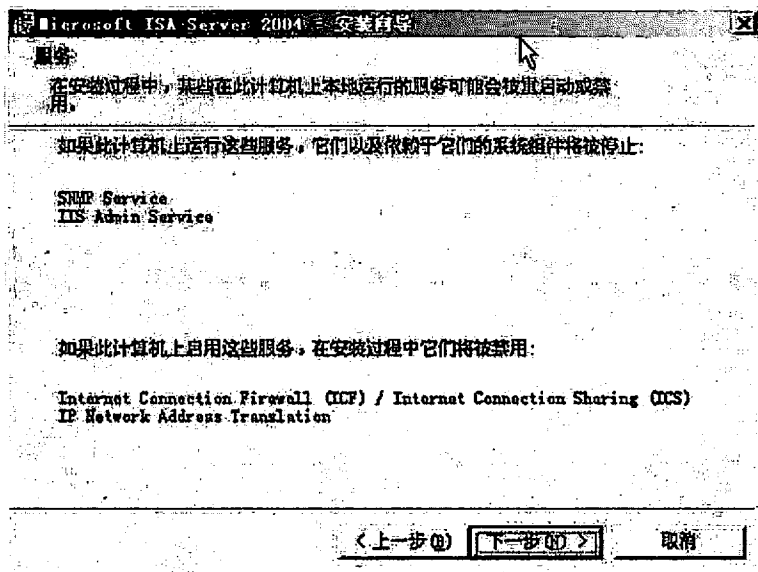 Microsoft ISA Server 2004 - 安装向导
服务
在安装过程中，某些在此计算机上本地运行的服务可能会被重启动或禁
用。
如果此计算机上运行这些服务，它们以及依赖于它们的系统组件将被停止:
SNMP Service
IIS Admin Service
如果此计算机上启用这些服务，在安装过程中它们将被禁用:
Internet Connection Firewall (ICF) / Internet Connection Sharing (ICS)
IP Network Address Translation
< 上一步(B) 下一步(N) > 取消